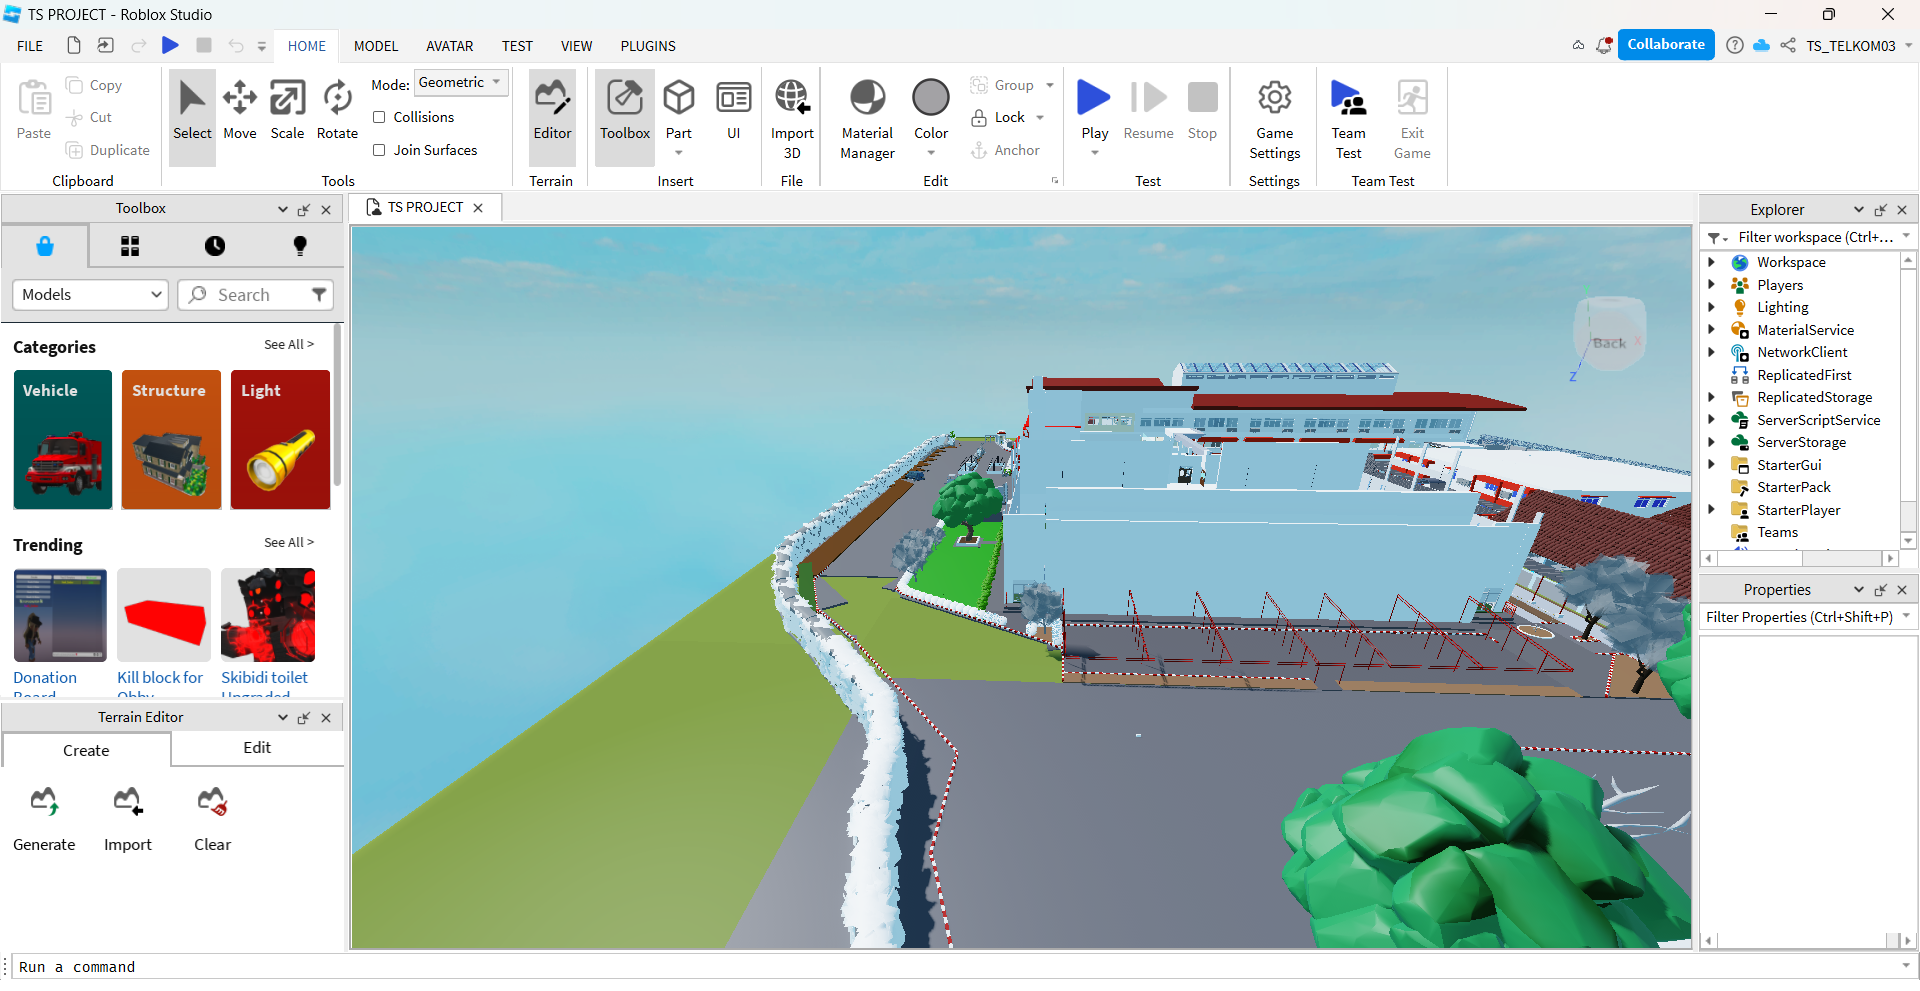 TS PROJECT - Roblox Studio
FILE HOME MODEL AVATAR TEST VIEW PLUGINS Collaborate TS_TELKOM03
Paste Copy Cut Duplicate
Clipboard
Select Move Scale Rotate
Mode: Geometric
Collisions
Join Surfaces
Tools
Editor
Terrain
Toolbox Part UI
Insert
Import 3D
File
Material Manager Color Group Lock Anchor
Edit
Play Resume Stop
Test
Game Settings
Settings
Team Test Exit Game
Team Test
Toolbox
Models Search
Categories See All >
Vehicle Structure Light
Trending See All >
Donation Board
Kill block for Obby
Skibidi toilet Upgraded
Terrain Editor
Create Edit
Generate Import Clear
TS PROJECT
Back X
Z
Explorer
Filter workspace (Ctrl+...
Workspace
Players
Lighting
MaterialService
NetworkClient
ReplicatedFirst
ReplicatedStorage
ServerScriptService
ServerStorage
StarterGui
StarterPack
StarterPlayer
Teams
Properties
Filter Properties (Ctrl+Shift+P)
Run a command